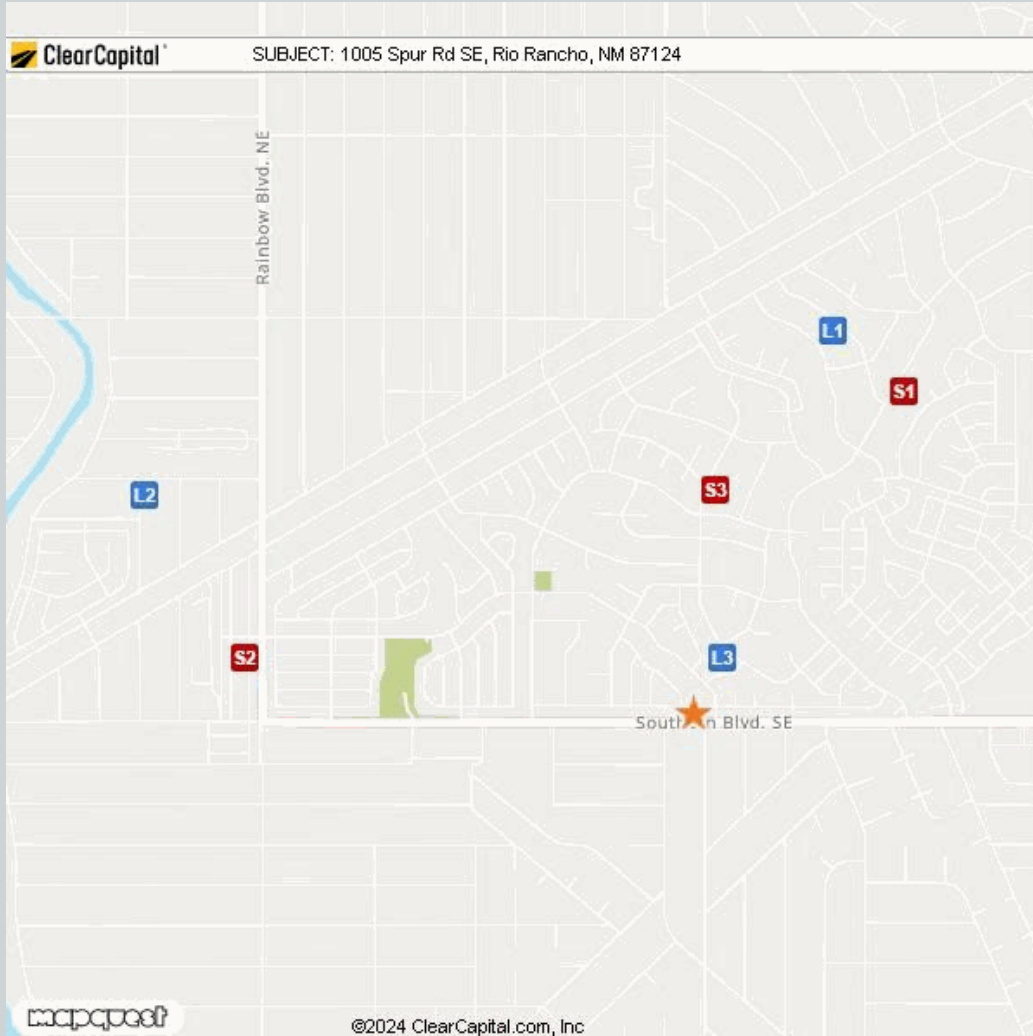 ClearCapital
SUBJECT: 1005 Spur Rd SE, Rio Rancho, NM 87124
Rainbow Blvd. NE
L1
S1
S3
L2
S2
L3
Blvd. SE
mapquest
©2024 ClearCapital.com, Inc